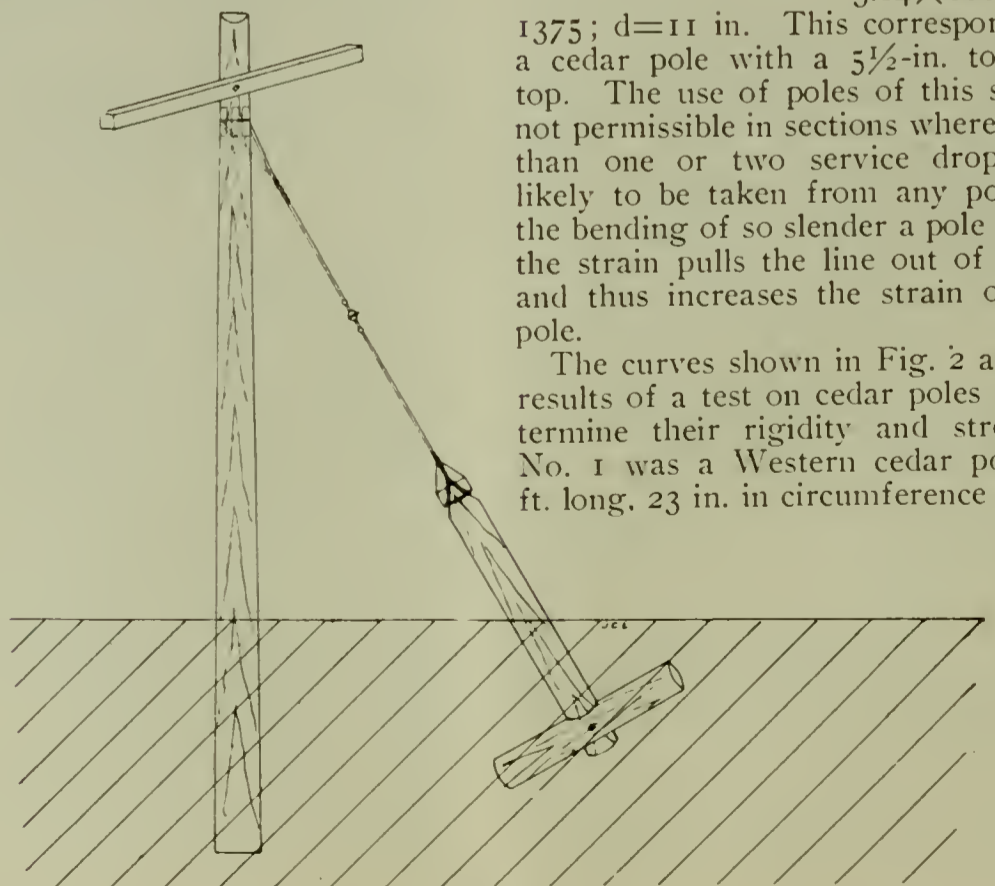 1375; d=11 in. This correspon
a cedar pole with a 5½-in. to
top. The use of poles of this s
not permissible in sections where
than one or two service drop
likely to be taken from any po
the bending of so slender a pole
the strain pulls the line out of
and thus increases the strain o
pole.
The curves shown in Fig. 2 a
results of a test on cedar poles
termine their rigidity and stre
No. 1 was a Western cedar po
ft. long, 23 in. in circumference